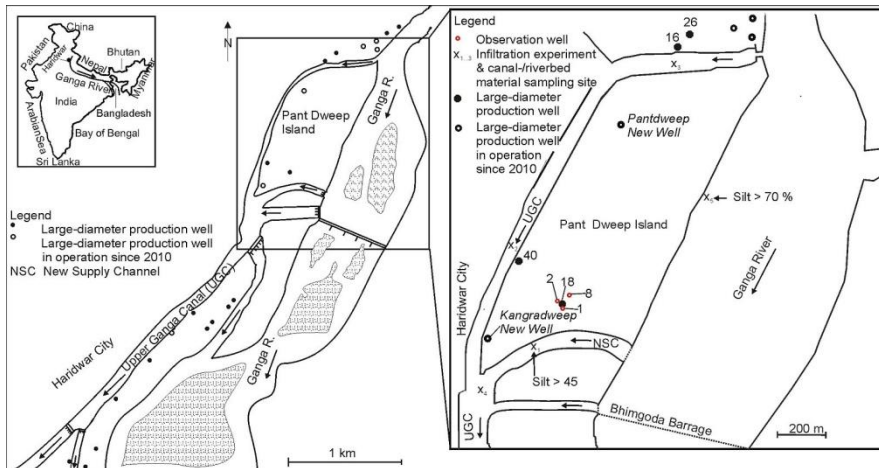 China
Pakistan
Haridwar
Nepal
Bhutan
Ganga River
Myanmar
India
Bangladesh
Arabian Sea
Bay of Bengal
Sri Lanka
Legend
Large-diameter production well
Large-diameter production well
in operation since 2010
NSC New Supply Channel
N
Pant Dweep
Island
Ganga R.
Upper Ganga Canal (UGC)
Haridwar City
Ganga R.
1 km
Legend
Observation well
X1...5 Infiltration experiment
& canal-/riverbed
material sampling site
Large-diameter
production well
Large-diameter
production well
in operation
since 2010
26
16
X5
Pantdweep
New Well
X
Silt > 70 %
UGC
Pant Dweep Island
X
40
Ganga River
Haridwar City
2
18
8
1
Kangradweep
New Well
NSC
X1
Silt > 45
X4
UGC
Bhimgoda Barrage
200 m